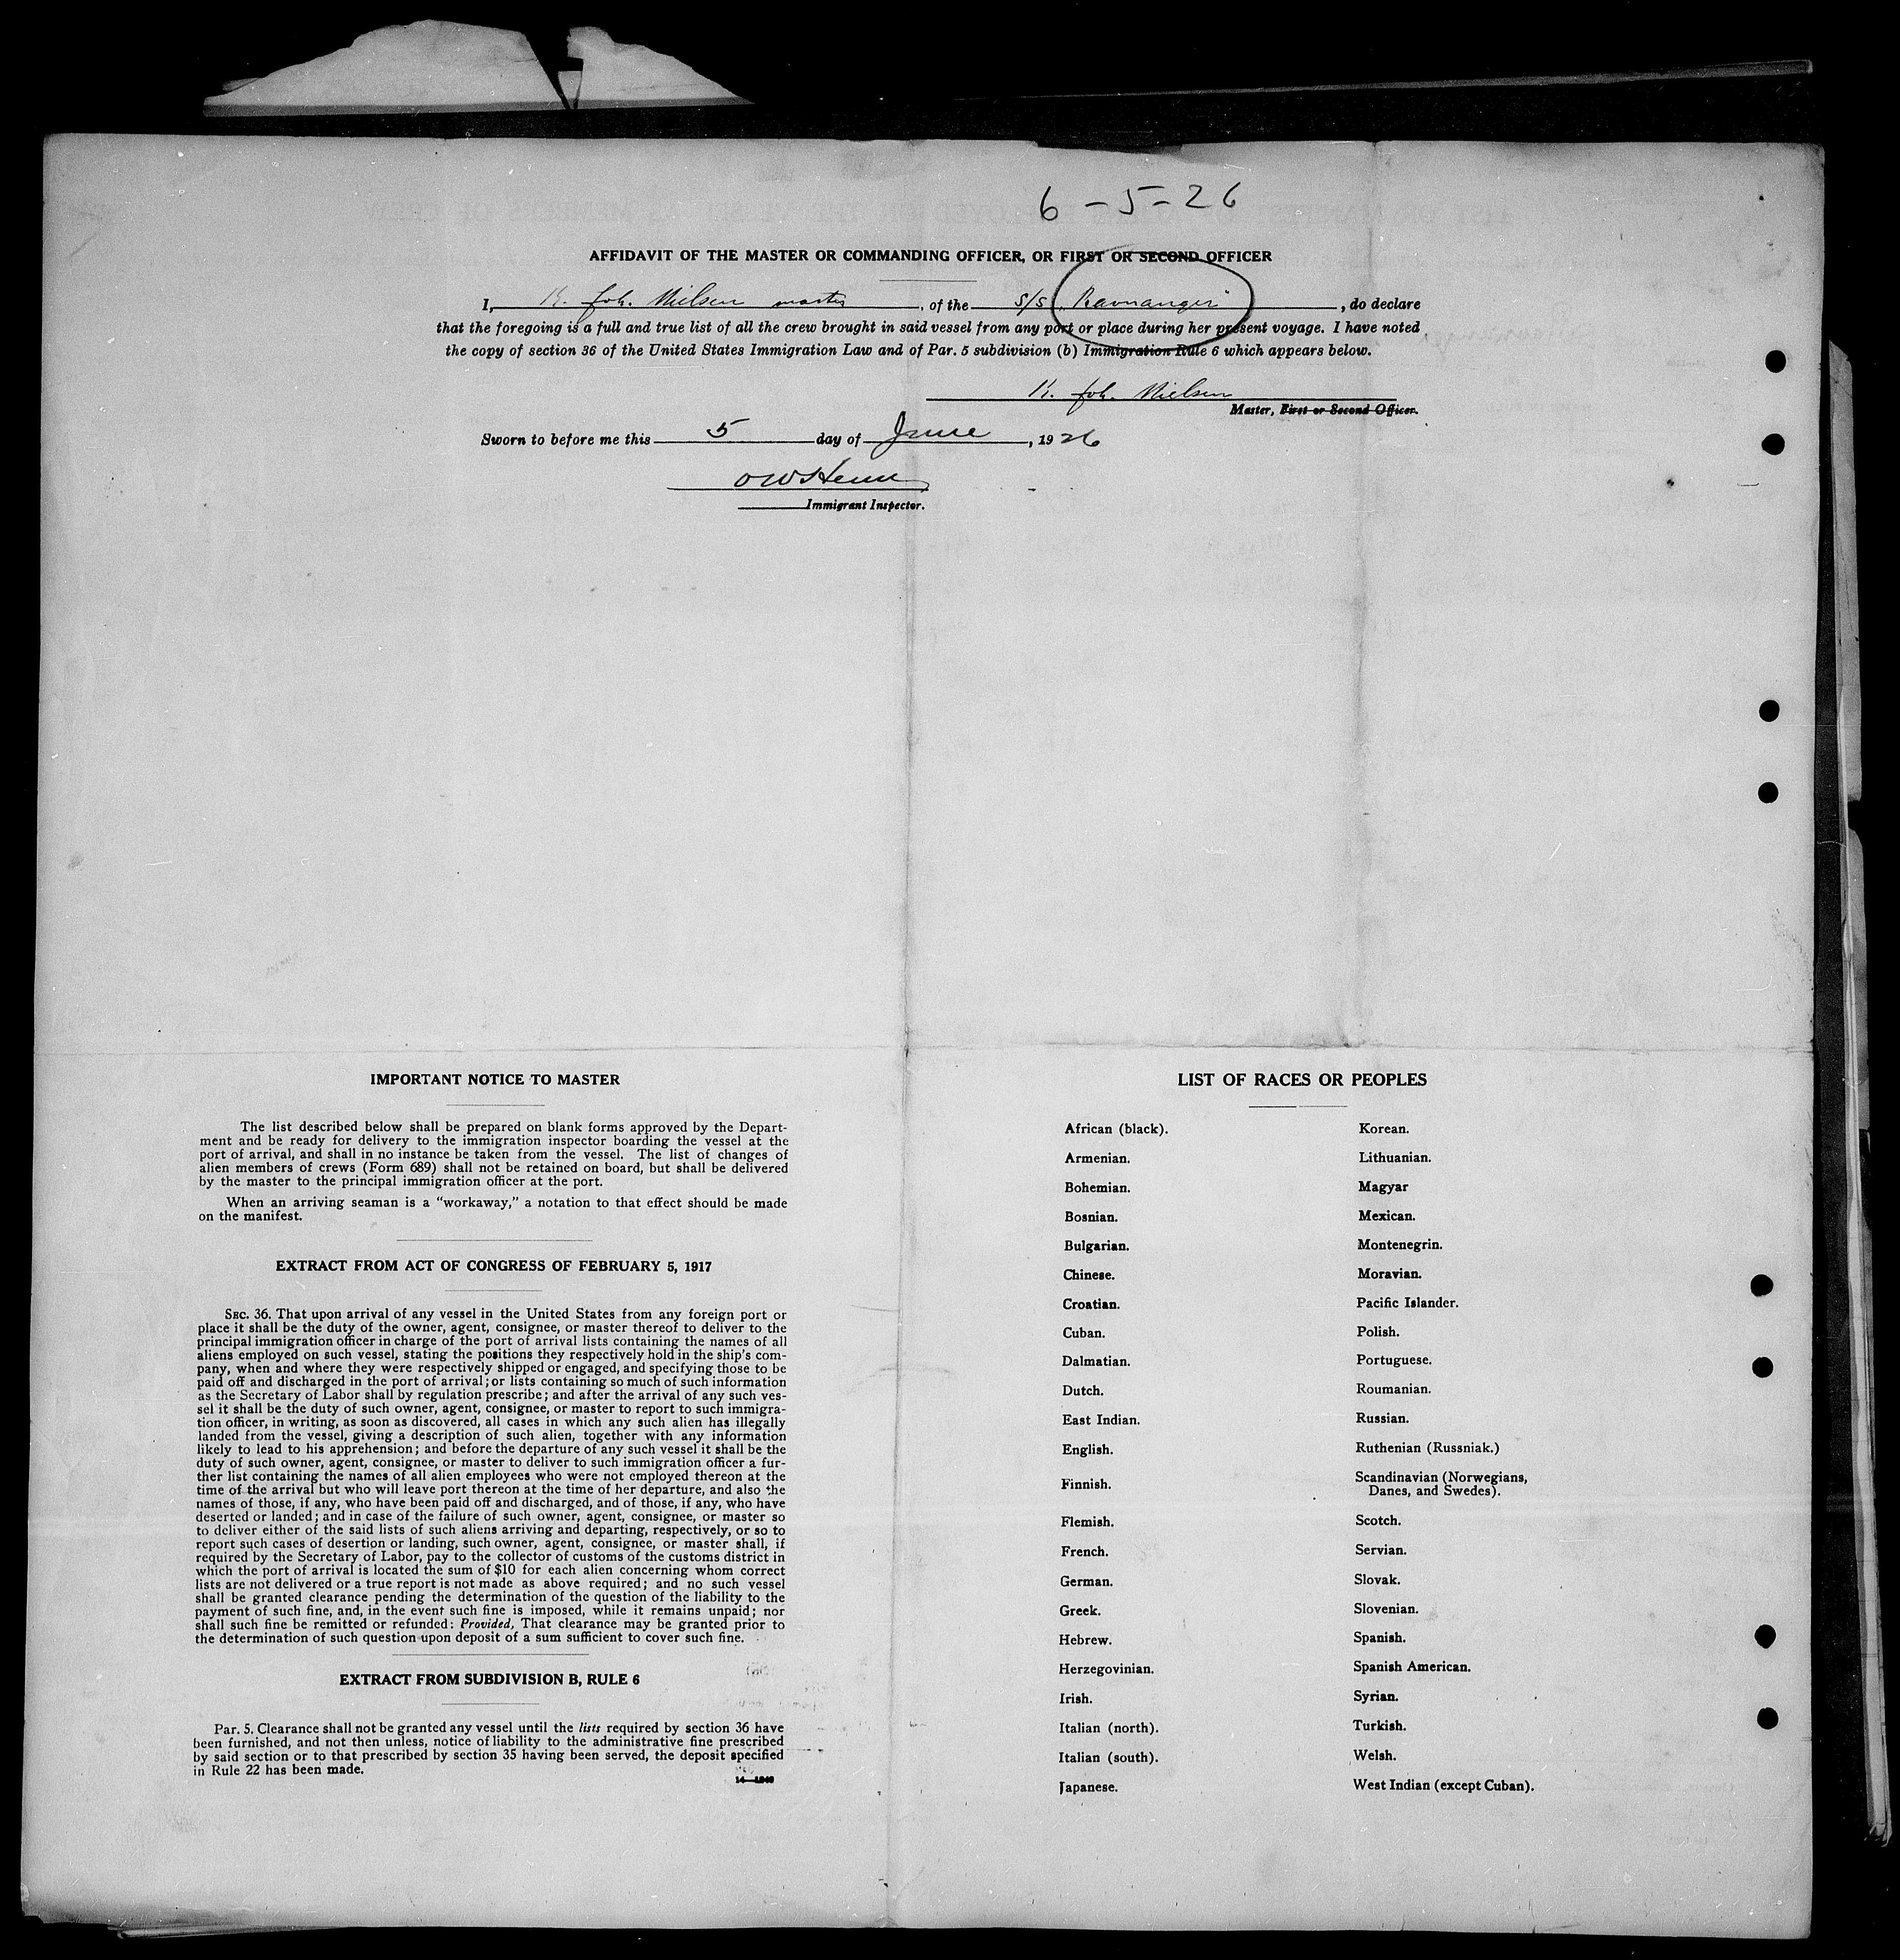 6-5-26
AFFIDAVIT OF THE MASTER OR COMMANDING OFFICER, OR FIRST OR SECOND OFFICER
I, K. Joh. Nielsen master, of the S/S "Ravnanger", do declare
that the foregoing is a full and true list of all the crew brought in said vessel from any port or place during her present voyage. I have noted
the copy of section 36 of the United States Immigration Law and of Par. 5 subdivision (b) Immigration Rule 6 which appears below.
K. Joh. Nielsen
Master, First or Second Officer.
Sworn to before me this 5 day of June, 1926
Immigrant Inspector.
IMPORTANT NOTICE TO MASTER
The list described below shall be prepared on blank forms approved by the Depart-
ment and be ready for delivery to the immigration inspector boarding the vessel at the
port of arrival, and shall in no instance be taken from the vessel. The list of changes of
alien members of crews (Form 689) shall not be retained on board, but shall be delivered
by the master to the principal immigration officer at the port.
When an arriving seaman is a "workaway," a notation to that effect should be made
on the manifest.
EXTRACT FROM ACT OF CONGRESS OF FEBRUARY 5, 1917
SEC. 36. That upon arrival of any vessel in the United States from any foreign port or
place it shall be the duty of the owner, agent, consignee, or master thereof to deliver to the
principal immigration officer in charge of the port of arrival lists containing the names of all
aliens employed on such vessel, stating the positions they respectively hold in the ship's com-
pany, when and where they were respectively shipped or engaged, and specifying those to be
paid off and discharged in the port of arrival; or lists containing so much of such information
as the Secretary of Labor shall by regulation prescribe; and after the arrival of any such ves-
sel it shall be the duty of such owner, agent, consignee, or master to report to such immigra-
tion officer, in writing, as soon as discovered, all cases in which any such alien has illegally
landed from the vessel, giving a description of such alien, together with any information
likely to lead to his apprehension; and before the departure of any such vessel it shall be the
duty of such owner, agent, consignee, or master to deliver to such immigration officer a fur-
ther list containing the names of all alien employees who were not employed thereon at the
time of the arrival but who will leave port thereon at the time of her departure, and also the
names of those, if any, who have been paid off and discharged, and of those, if any, who have
deserted or landed; and in case of the failure of such owner, agent, consignee, or master so
to deliver either of the said lists of such aliens arriving and departing, respectively, or so to
report such cases of desertion or landing, such owner, agent, consignee, or master shall, if
required by the Secretary of Labor, pay to the collector of customs of the customs district in
which the port of arrival is located the sum of $10 for each alien concerning whom correct
lists are not delivered or a true report is not made as above required; and no such vessel
shall be granted clearance pending the determination of the question of the liability to the
payment of such fine, and, in the event such fine is imposed, while it remains unpaid; nor
shall such fine be remitted or refunded: Provided, That clearance may be granted prior to
the determination of such question upon deposit of a sum sufficient to cover such fine.
EXTRACT FROM SUBDIVISION B, RULE 6
Par. 5. Clearance shall not be granted any vessel until the lists required by section 36 have
been furnished, and not then unless, notice of liability to the administrative fine prescribed
by said section or to that prescribed by section 35 having been served, the deposit specified
in Rule 22 has been made.
LIST OF RACES OR PEOPLES
African (black).
Armenian.
Bohemian.
Bosnian.
Bulgarian.
Chinese.
Croatian.
Cuban.
Dalmatian.
Dutch.
East Indian.
English.
Finnish.
Flemish.
French.
German.
Greek.
Hebrew.
Herzegovinian.
Irish.
Italian (north).
Italian (south).
Japanese.
Korean.
Lithuanian.
Magyar
Mexican.
Montenegrin.
Moravian.
Pacific Islander.
Polish.
Portuguese.
Roumanian.
Russian.
Ruthenian (Russniak.)
Scandinavian (Norwegians,
Danes, and Swedes).
Scotch.
Servian.
Slovak.
Slovenian.
Spanish.
Spanish American.
Syrian.
Turkish.
Welsh.
West Indian (except Cuban).